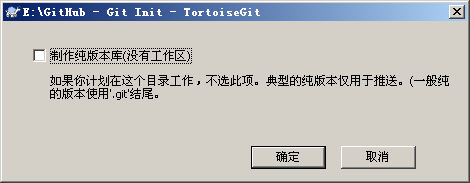 E:\GitHub - Git Init - TortoiseGit
制作纯版本库(没有工作区)
如果你计划在这个目录工作，不选此项。典型的纯版本仅用于推送。(一般纯
的版本使用'.git'结尾。
确定
取消